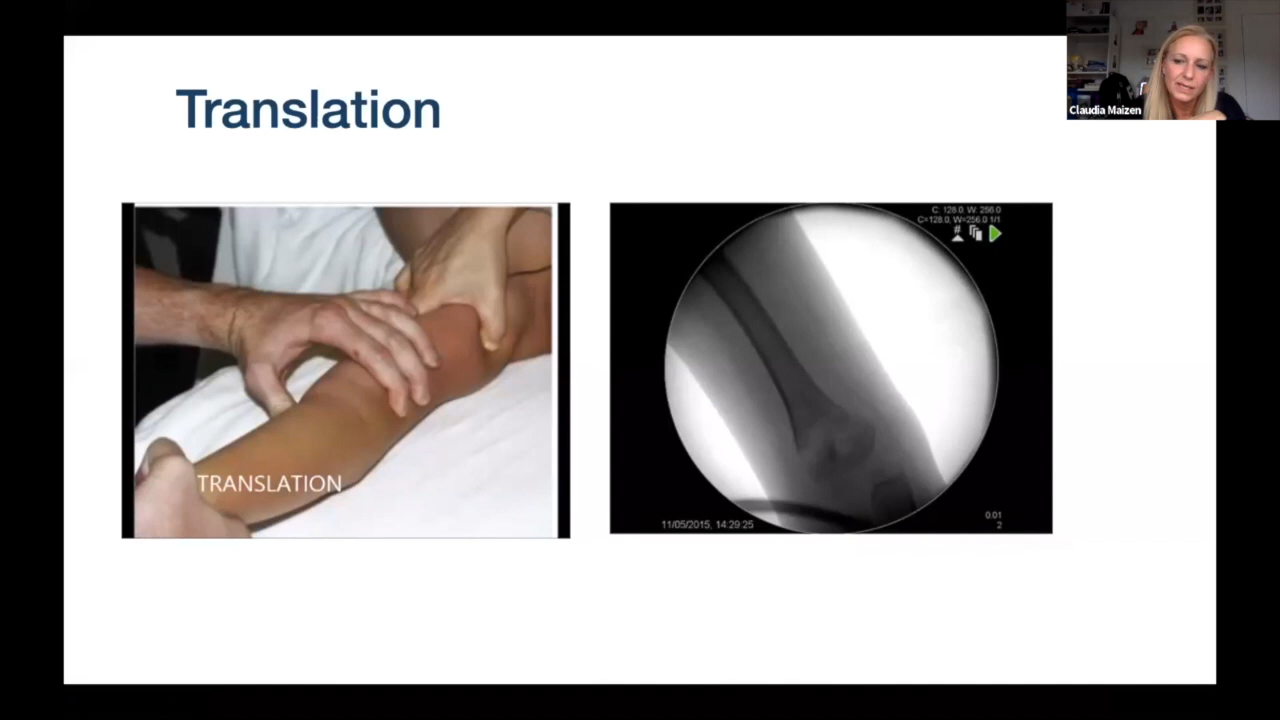 Translation
Claudia Maizen
TRANSLATION
C: 128.0, W: 256.0
C=128.0, W=256.0 1/1
#
11/05/2015, 14:29:25
0.01
2